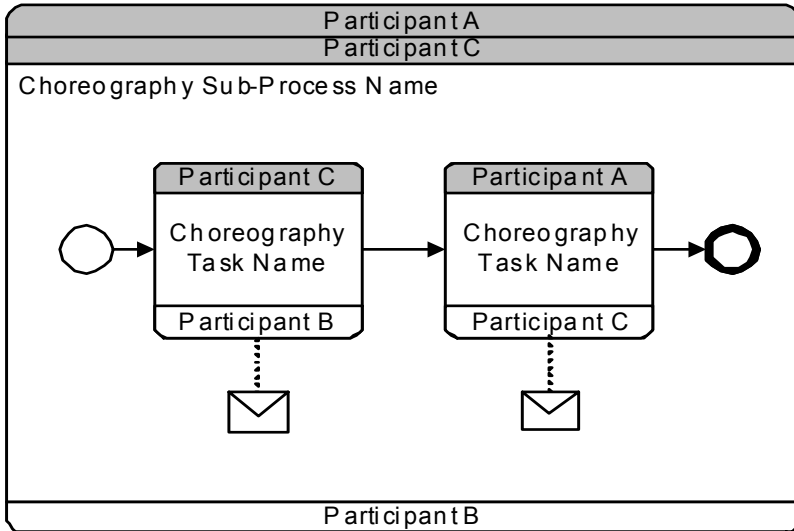 Participant A
Participant C
Choreography Sub-Process Name
Participant C
Choreography
Task Name
Participant B
Participant A
Choreography
Task Name
Participant C
Participant B